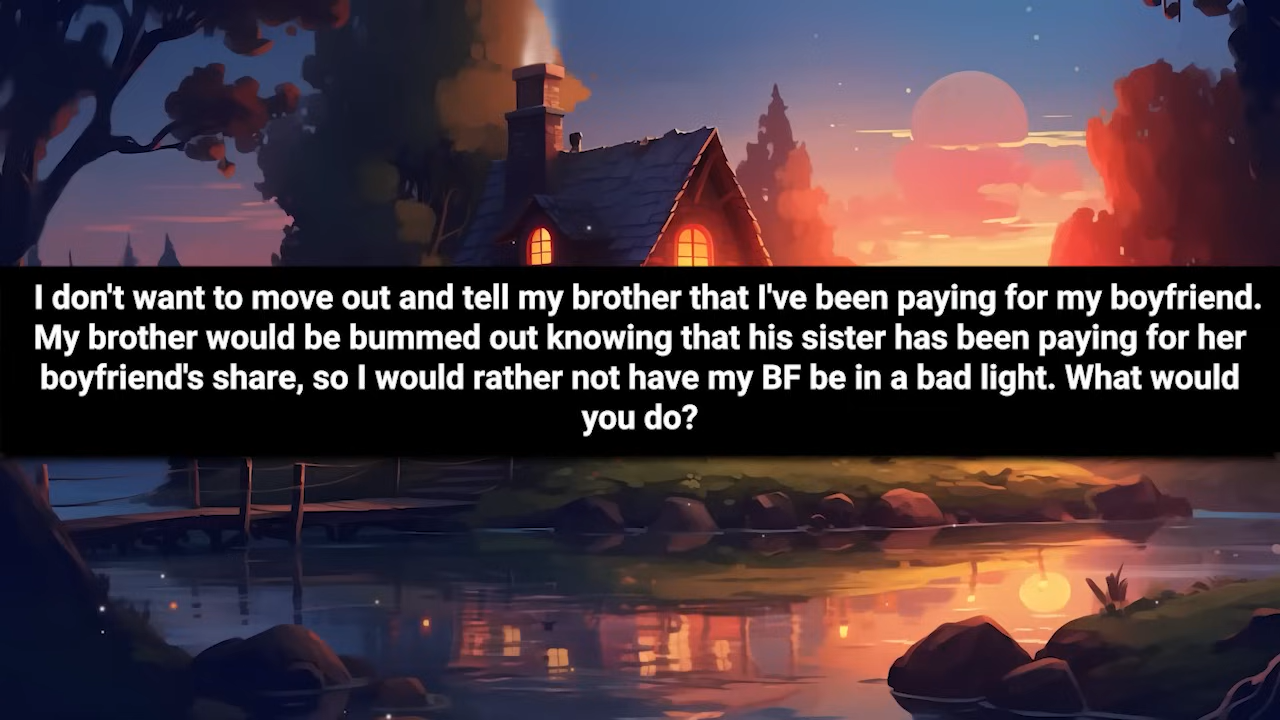 I don't want to move out and tell my brother that I've been paying for my boyfriend.
My brother would be bummed out knowing that his sister has been paying for her
boyfriend's share, so I would rather not have my BF be in a bad light. What would
you do?